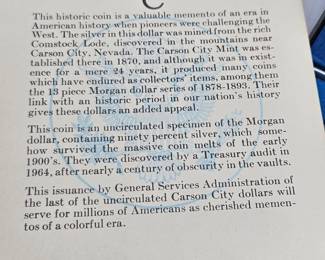 C
This historic coin is a valuable memento of an era in
American history when pioneers were challenging the
West. The silver in this dollar was mined from the rich
Comstock Lode, discovered in the mountains near
Carson City, Nevada. The Carson City Mint was es-
tablished there in 1870, and although it was in exist-
ence for a mere 24 years, it produced many coins
which have endured as collectors' items, among them
the 13 piece Morgan dollar series of 1878-1893. Their
link with an historic period in our nation's history
gives these dollars an added appeal.
This coin is an uncirculated specimen of the Morgan
dollar, containing ninety percent silver, which some-
how survived the massive coin melts of the early
1900's. They were discovered by a Treasury audit in
1964, after nearly a century of obscurity in the vaults.
This issuance by General Services Administration of
the last of the uncirculated Carson City dollars will
serve for millions of Americans as cherished memen-
tos of a colorful era.